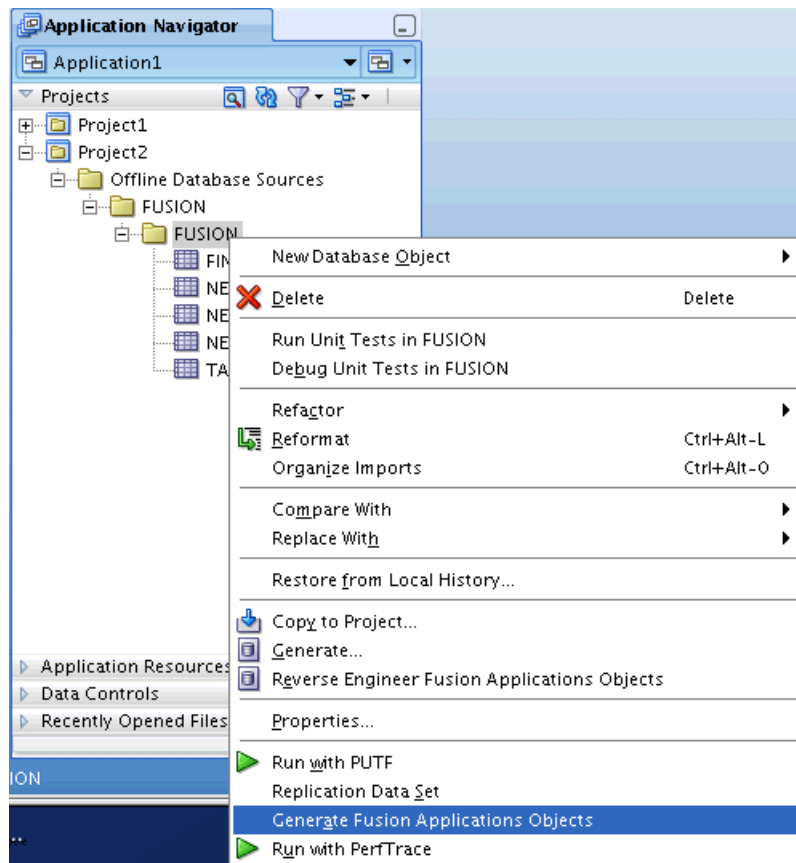 Application Navigator
Application1
Projects
Project1
Project2
Offline Database Sources
FUSION
FUSION
FIN
NE
NE
NE
TA
New Database Object
Delete Delete
Run Unit Tests in FUSION
Debug Unit Tests in FUSION
Refactor
Reformat Ctrl+Alt-L
Organize Imports Ctrl+Alt-O
Compare With
Replace With
Restore from Local History...
Copy to Project...
Generate...
Reverse Engineer Fusion Applications Objects
Properties...
Run with PUTF
Replication Data Set
Generate Fusion Applications Objects
Run with PerfTrace
Application Resources
Data Controls
Recently Opened Files
ION
...